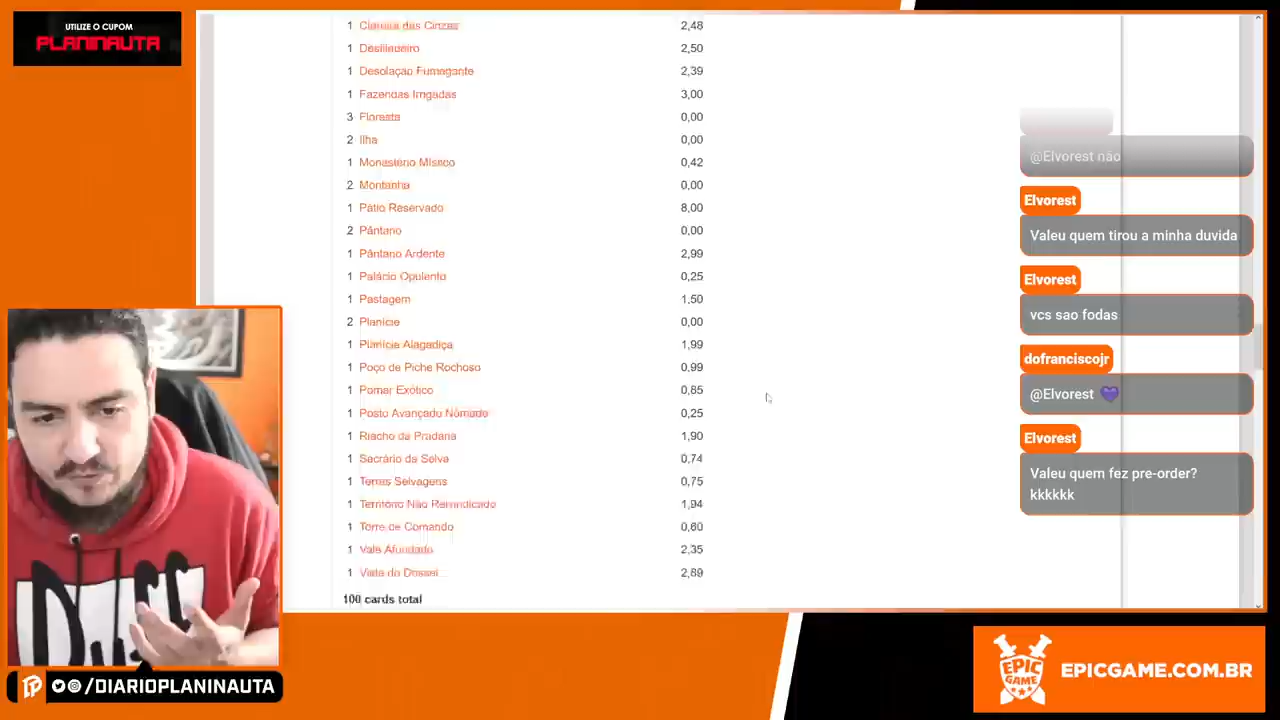 UTILIZE O CUPOM
PLANINAUTA
1 Clareira das Cinzas 2,48
1 Desfiladeiro 2,50
1 Desolação Fumegante 2,39
1 Fazendas Irrigadas 3,00
3 Floresta 0,00
2 Ilha 0,00
1 Monastério Místico 0,42
2 Montanha 0,00
1 Pátio Reservado 8,00
2 Pântano 0,00
1 Pântano Ardente 2,99
1 Palácio Opulento 0,25
1 Pastagem 1,50
2 Planície 0,00
1 Planície Alagadiça 1,99
1 Poço de Piche Rochoso 0,99
1 Pomar Exótico 0,85
1 Posto Avançado Nômade 0,25
1 Riacho da Pradaria 1,90
1 Sacrário da Selva 0,74
1 Terras Selvagens 0,75
1 Território Não Reivindicado 1,94
1 Torre de Comando 0,80
1 Vale Afundado 2,35
1 Vista do Dossel 2,89
100 cards total
@Elvorest não
Elvorest
Valeu quem tirou a minha duvida
Elvorest
vcs sao fodas
dofranciscojr
@Elvorest 💜
Elvorest
Valeu quem fez pre-order?
kkkkkk
/DIARIOPLANINAUTA
EPIC
GAME
EPICGAME.COM.BR